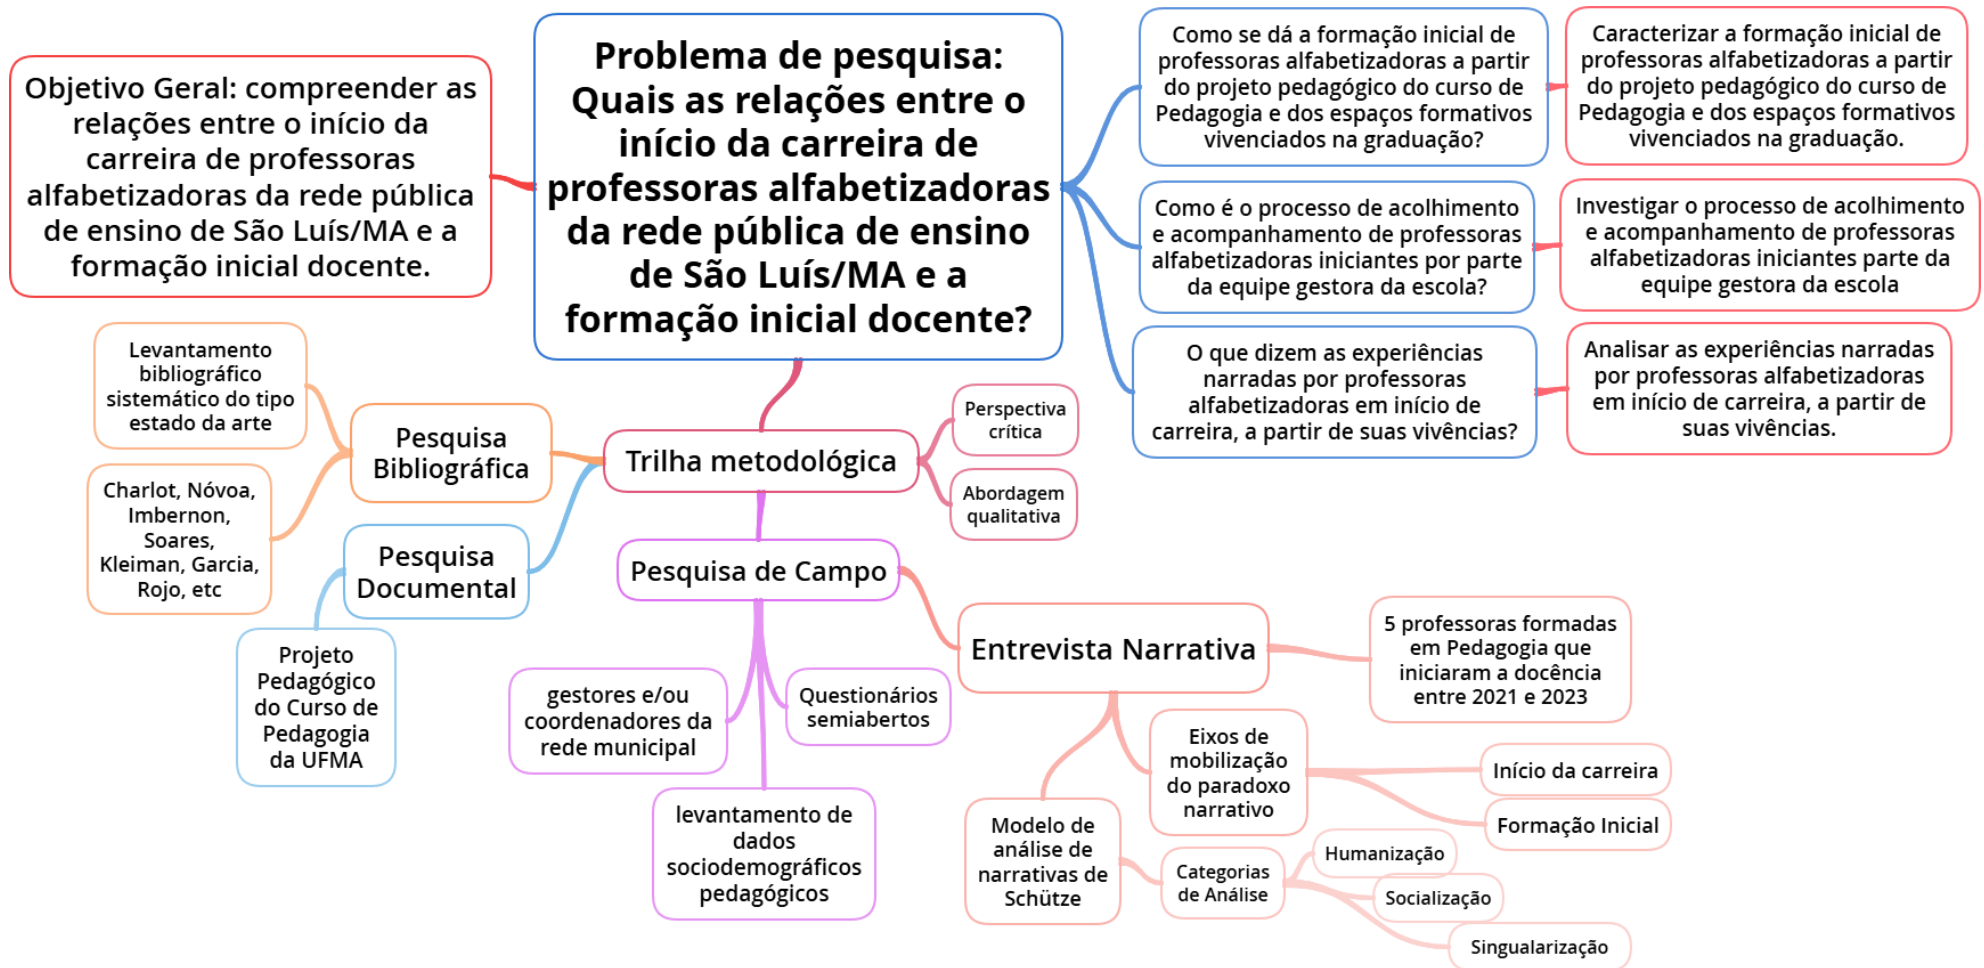 Objetivo Geral: compreender as
relações entre o início da
carreira de professoras
alfabetizadoras da rede pública
de ensino de São Luís/MA e a
formação inicial docente.
Problema de pesquisa:
Quais as relações entre o
início da carreira de
professoras alfabetizadoras
da rede pública de ensino
de São Luís/MA e a
formação inicial docente?
Como se dá a formação inicial de
professoras alfabetizadoras a partir
do projeto pedagógico do curso de
Pedagogia e dos espaços formativos
vivenciados na graduação?
Caracterizar a formação inicial de
professoras alfabetizadoras a partir
do projeto pedagógico do curso de
Pedagogia e dos espaços formativos
vivenciados na graduação.
Como é o processo de acolhimento
e acompanhamento de professoras
alfabetizadoras iniciantes por parte
da equipe gestora da escola?
Investigar o processo de acolhimento
e acompanhamento de professoras
alfabetizadoras iniciantes parte da
equipe gestora da escola
O que dizem as experiências
narradas por professoras
alfabetizadoras em início de
carreira, a partir de suas vivências?
Analisar as experiências narradas
por professoras alfabetizadoras
em início de carreira, a partir de
suas vivências.
Trilha metodológica
Perspectiva
crítica
Abordagem
qualitativa
Pesquisa
Bibliográfica
Levantamento
bibliográfico
sistemático do tipo
estado da arte
Charlot, Nóvoa,
Imbernon,
Soares,
Kleiman, Garcia,
Rojo, etc
Pesquisa
Documental
Projeto
Pedagógico
do Curso de
Pedagogia
da UFMA
Pesquisa de Campo
gestores e/ou
coordenadores da
rede municipal
Questionários
semiabertos
levantamento de
dados
sociodemográficos
pedagógicos
Entrevista Narrativa
5 professoras formadas
em Pedagogia que
iniciaram a docência
entre 2021 e 2023
Eixos de
mobilização
do paradoxo
narrativo
Início da carreira
Formação Inicial
Modelo de
análise de
narrativas de
Schütze
Categorias
de Análise
Humanização
Socialização
Singualarização